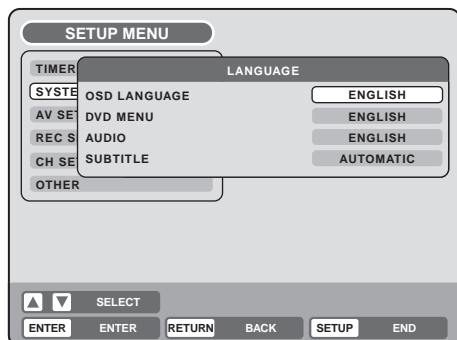 SETUP MENU
TIMER
LANGUAGE
SYSTE
OSD LANGUAGE ENGLISH
AV SET
DVD MENU ENGLISH
REC S
AUDIO ENGLISH
CH SE
SUBTITLE AUTOMATIC
OTHER
▲ ▼ SELECT
ENTER ENTER RETURN BACK SETUP END